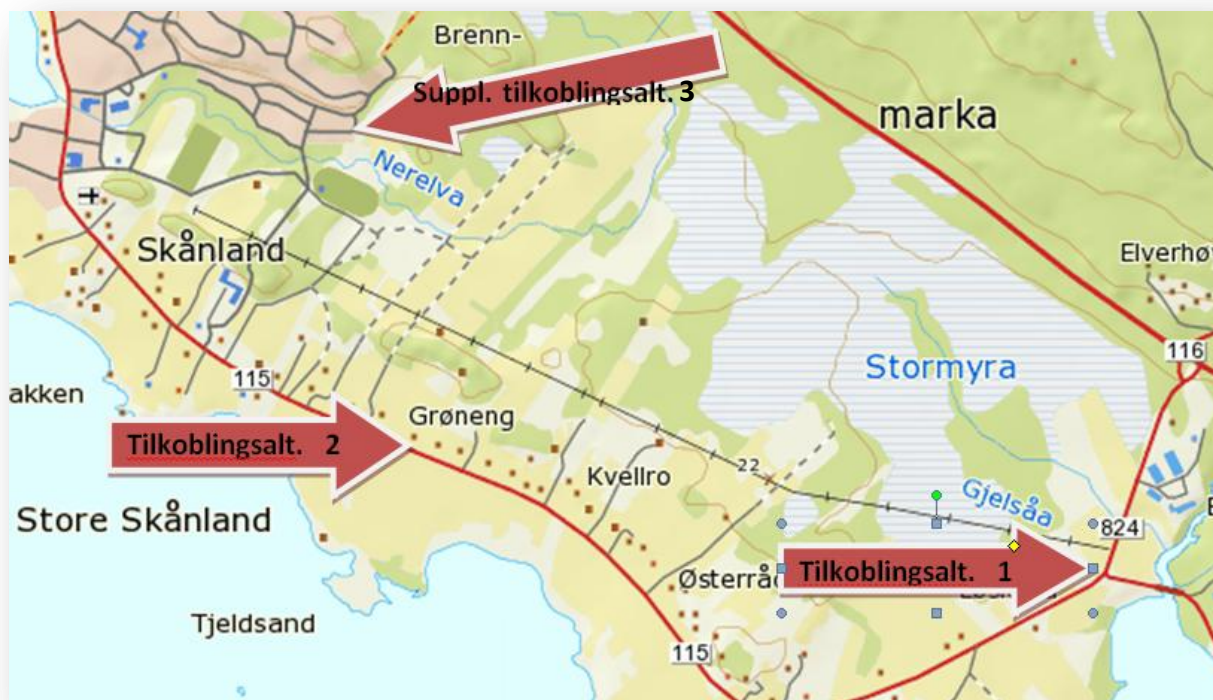 Brenn-
Suppl. tilkoblingsalt. 3
marka
Nerelva
Skånland
Elverhøy
116
Stormyra
115
akken
Grøneng
Tilkoblingsalt. 2
Kvellro
22
Gjelsåa
Store Skånland
824
Tilkoblingsalt. 1
Tjeldsand
115